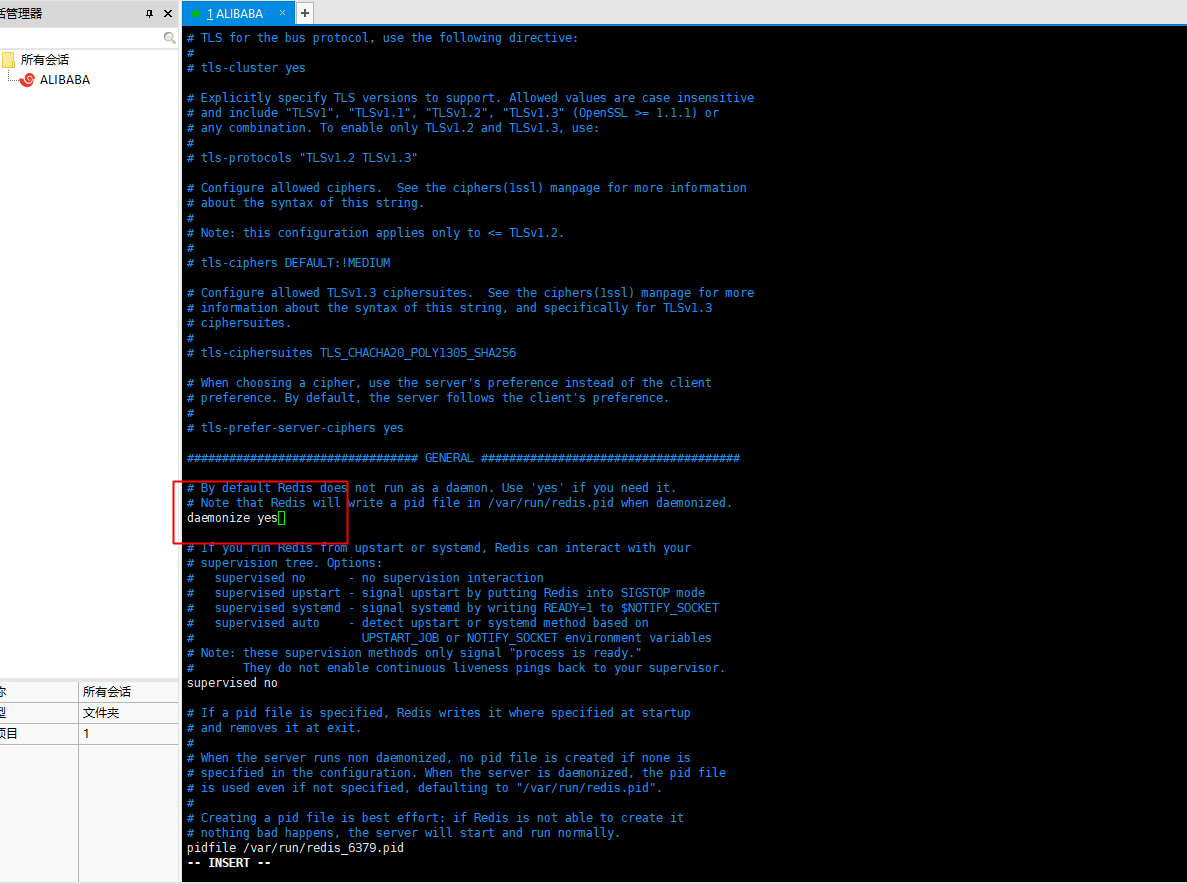 话管理器
1 ALIBABA × +
所有会话
ALIBABA
# TLS for the bus protocol, use the following directive:
#
# tls-cluster yes
# Explicitly specify TLS versions to support. Allowed values are case insensitive
# and include "TLSv1", "TLSv1.1", "TLSv1.2", "TLSv1.3" (OpenSSL >= 1.1.1) or
# any combination. To enable only TLSv1.2 and TLSv1.3, use:
#
# tls-protocols "TLSv1.2 TLSv1.3"
# Configure allowed ciphers.  See the ciphers(1ssl) manpage for more information
# about the syntax of this string.
#
# Note: this configuration applies only to <= TLSv1.2.
#
# tls-ciphers DEFAULT:!MEDIUM
# Configure allowed TLSv1.3 ciphersuites.  See the ciphers(1ssl) manpage for more
# information about the syntax of this string, and specifically for TLSv1.3
# ciphersuites.
#
# tls-ciphersuites TLS_CHACHA20_POLY1305_SHA256
# When choosing a cipher, use the server's preference instead of the client
# preference. By default, the server follows the client's preference.
#
# tls-prefer-server-ciphers yes
################################# GENERAL #####################################
# By default Redis does not run as a daemon. Use 'yes' if you need it.
# Note that Redis will write a pid file in /var/run/redis.pid when daemonized.
daemonize yes
# If you run Redis from upstart or systemd, Redis can interact with your
# supervision tree. Options:
#   supervised no      - no supervision interaction
#   supervised upstart - signal upstart by putting Redis into SIGSTOP mode
#   supervised systemd - signal systemd by writing READY=1 to $NOTIFY_SOCKET
#   supervised auto    - detect upstart or systemd method based on
#                        UPSTART_JOB or NOTIFY_SOCKET environment variables
# Note: these supervision methods only signal "process is ready."
#       They do not enable continuous liveness pings back to your supervisor.
supervised no
# If a pid file is specified, Redis writes it where specified at startup
# and removes it at exit.
#
# When the server runs non daemonized, no pid file is created if none is
# specified in the configuration. When the server is daemonized, the pid file
# is used even if not specified, defaulting to "/var/run/redis.pid".
#
# Creating a pid file is best effort: if Redis is not able to create it
# nothing bad happens, the server will start and run normally.
pidfile /var/run/redis_6379.pid
-- INSERT --
称 所有会话
型 文件夹
项目 1